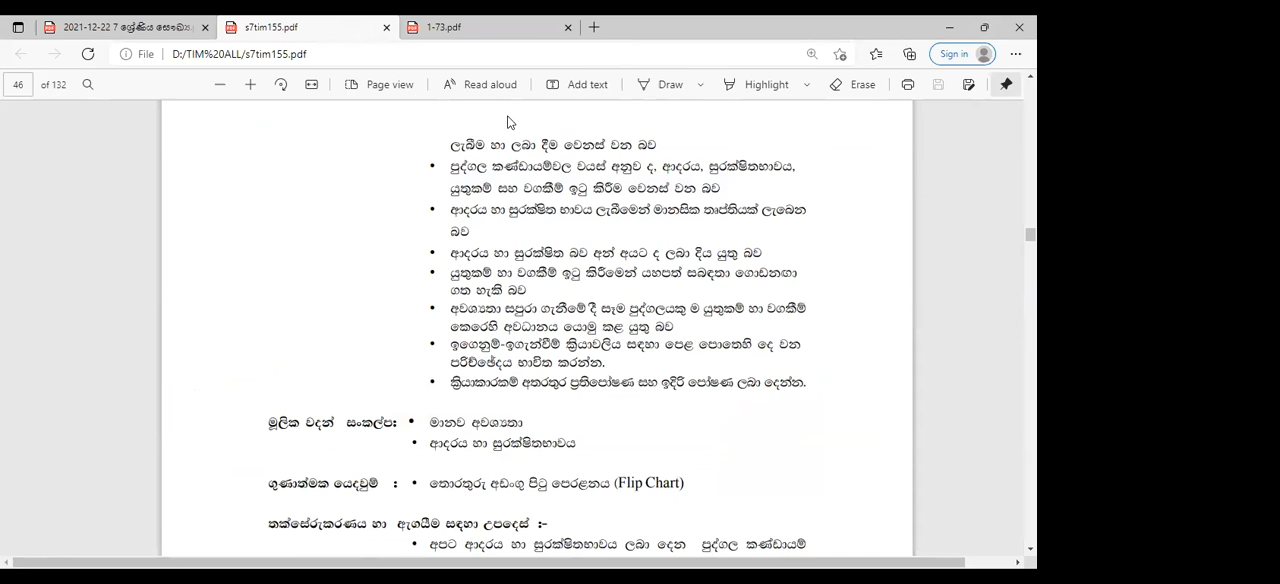 2021-12-22 7 ශ්‍රේණිය සෞඛ්‍ය
s7tim155.pdf
1-73.pdf
File
D:/TIM%20ALL/s7tim155.pdf
Sign in
46
of 132
Page view
Read aloud
Add text
Draw
Highlight
Erase
ලැබීම හා ලබා දීම වෙනස් වන බව
• පුද්ගල කණ්ඩායම්වල වයස් අනුව ද, ආදරය, සුරක්ෂිතභාවය,
යුතුකම් සහ වගකීම් ඉටු කිරීම වෙනස් වන බව
• ආදරය හා සුරක්ෂිත භාවය ලැබීමෙන් මානසික තෘප්තියක් ලැබෙන
බව
• ආදරය හා සුරක්ෂිත බව අන් අයට ද ලබා දිය යුතු බව
• යුතුකම් හා වගකීම් ඉටු කිරීමෙන් යහපත් සබඳතා ගොඩනඟා
ගත හැකි බව
• අවශ්‍යතා සපුරා ගැනීමේ දී සෑම පුද්ගලයකු ම යුතුකම් හා වගකීම්
කෙරෙහි අවධානය යොමු කළ යුතු බව
• ඉගෙනුම්-ඉගැන්වීම් ක්‍රියාවලිය සඳහා පෙළ පොතෙහි දෙ වන
පරිච්ඡේදය භාවිත කරන්න.
• ක්‍රියාකාරකම් අතරතුර ප්‍රතිපෝෂණ සහ ඉදිරි පෝෂණ ලබා දෙන්න.
මූලික වදන් සංකල්ප: • මානව අවශ්‍යතා
• ආදරය හා සුරක්ෂිතභාවය
ගුණාත්මක යෙදවුම් : • තොරතුරු අඩංගු පිටු පෙරළනය (Flip Chart)
තක්සේරුකරණය හා ඇගයීම සඳහා උපදෙස් :-
• අපට ආදරය හා සුරක්ෂිතභාවය ලබා දෙන පුද්ගල කණ්ඩායම්